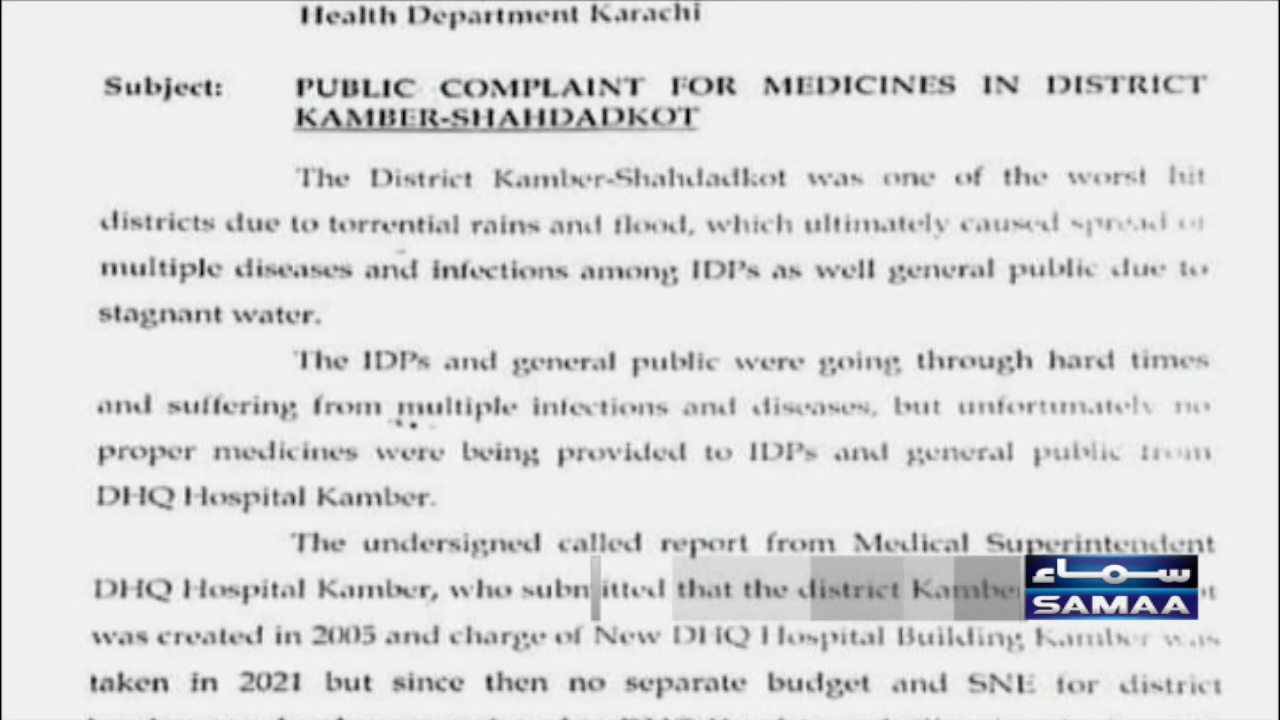 Health Department Karachi
Subject: PUBLIC COMPLAINT FOR MEDICINES IN DISTRICT
KAMBER-SHAHDADKOT
The District Kamber-Shahdadkot was one of the worst hit
districts due to torrential rains and flood, which ultimately caused spread of
multiple diseases and infections among IDPs as well general public due to
stagnant water.
The IDPs and general public were going through hard times
and suffering from multiple infections and diseases, but unfortunately no
proper medicines were being provided to IDPs and general public from
DHQ Hospital Kamber.
The undersigned called report from Medical Superintendent
DHQ Hospital Kamber, who submitted that the district
سماء
SAMAA
was created in 2005 and charge of New DHQ Hospital Building Kamber was
taken in 2021 but since then no separate budget and SNE for district